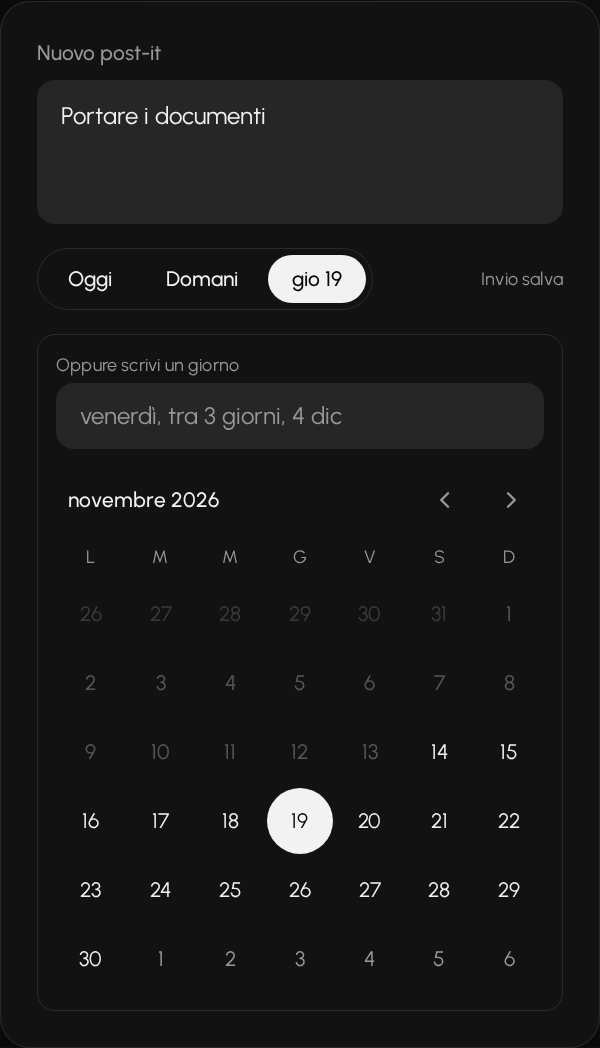 Nuovo post-it
Portare i documenti
Oggi Domani gio 19 Invio salva
Oppure scrivi un giorno
venerdì, tra 3 giorni, 4 dic
novembre 2026
L M M G V S D
26 27 28 29 30 31 1
2 3 4 5 6 7 8
9 10 11 12 13 14 15
16 17 18 19 20 21 22
23 24 25 26 27 28 29
30 1 2 3 4 5 6